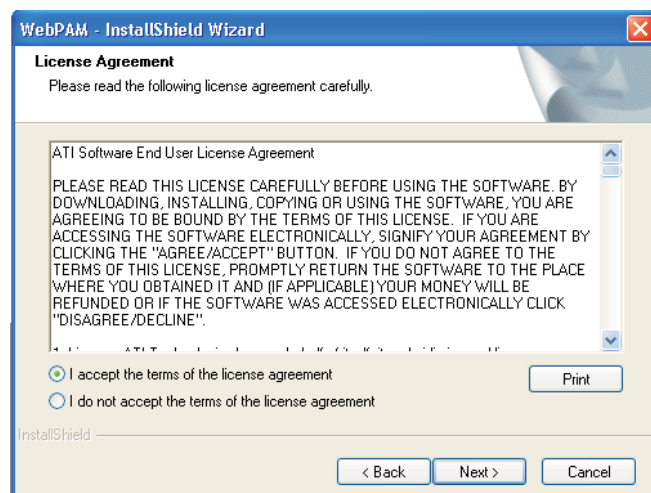 WebPAM - InstallShield Wizard
License Agreement
Please read the following license agreement carefully.
ATI Software End User License Agreement
PLEASE READ THIS LICENSE CAREFULLY BEFORE USING THE SOFTWARE. BY
DOWNLOADING, INSTALLING, COPYING OR USING THE SOFTWARE, YOU ARE
AGREEING TO BE BOUND BY THE TERMS OF THIS LICENSE.  IF YOU ARE
ACCESSING THE SOFTWARE ELECTRONICALLY, SIGNIFY YOUR AGREEMENT BY
CLICKING THE "AGREE/ACCEPT" BUTTON.  IF YOU DO NOT AGREE TO THE
TERMS OF THIS LICENSE, PROMPTLY RETURN THE SOFTWARE TO THE PLACE
WHERE YOU OBTAINED IT AND (IF APPLICABLE) YOUR MONEY WILL BE
REFUNDED OR IF THE SOFTWARE WAS ACCESSED ELECTRONICALLY CLICK
"DISAGREE/DECLINE".
I accept the terms of the license agreement
Print
I do not accept the terms of the license agreement
InstallShield
< Back
Next >
Cancel